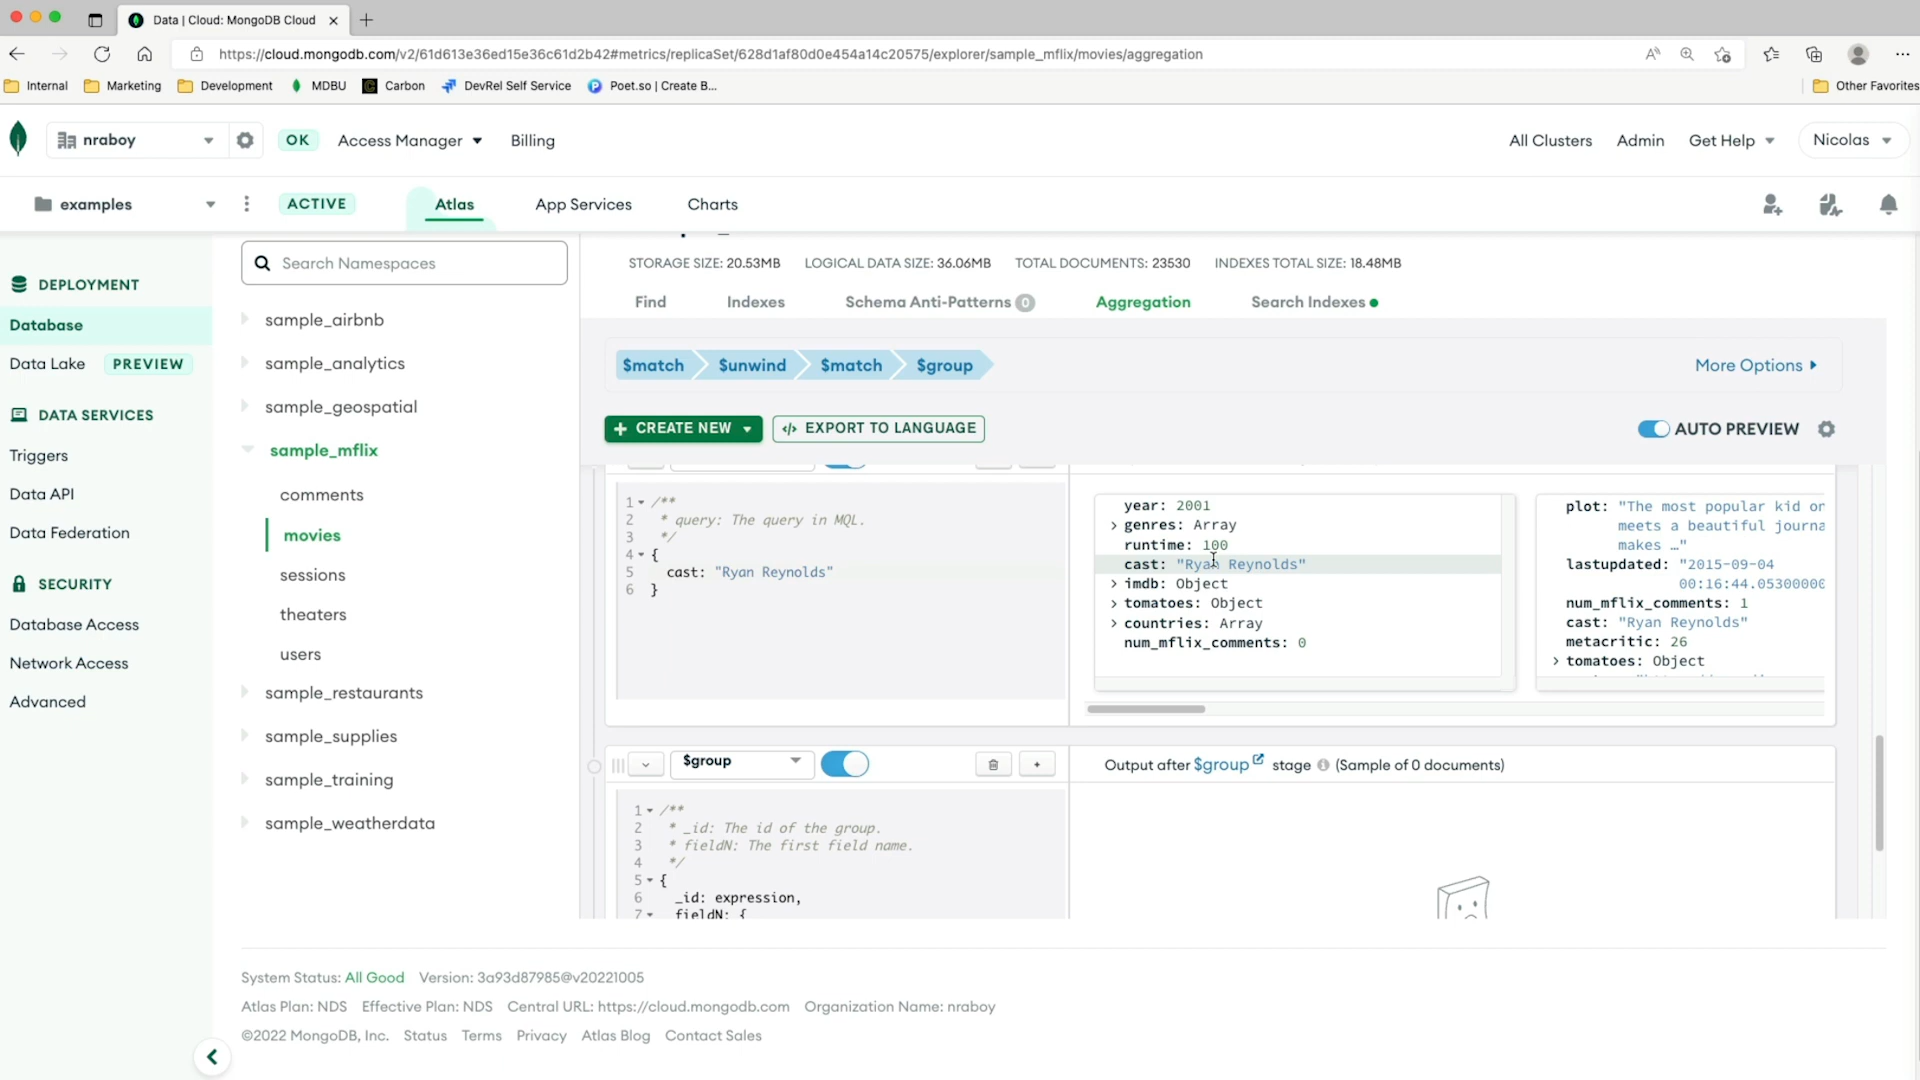 Data | Cloud: MongoDB Cloud
https://cloud.mongodb.com/v2/61d613e36ed15e36c61d2b42#metrics/replicaSet/628d1af80d0e454a14c20575/explorer/sample_mflix/movies/aggregation
Internal Marketing Development MDBU Carbon DevRel Self Service Poet.so | Create B... Other Favorites
nraboy OK Access Manager Billing All Clusters Admin Get Help Nicolas
examples ACTIVE Atlas App Services Charts
DEPLOYMENT
Database
Data Lake PREVIEW
DATA SERVICES
Triggers
Data API
Data Federation
SECURITY
Database Access
Network Access
Advanced
Search Namespaces
sample_airbnb
sample_analytics
sample_geospatial
sample_mflix
comments
movies
sessions
theaters
users
sample_restaurants
sample_supplies
sample_training
sample_weatherdata
STORAGE SIZE: 20.53MB LOGICAL DATA SIZE: 36.06MB TOTAL DOCUMENTS: 23530 INDEXES TOTAL SIZE: 18.48MB
Find Indexes Schema Anti-Patterns 0 Aggregation Search Indexes
$match $unwind $match $group More Options
+ CREATE NEW </> EXPORT TO LANGUAGE AUTO PREVIEW
1 /**
2 * query: The query in MQL.
3 */
4 {
5 cast: "Ryan Reynolds"
6 }
year: 2001
genres: Array
runtime: 100
cast: "Ryan Reynolds"
imdb: Object
tomatoes: Object
countries: Array
num_mflix_comments: 0
plot: "The most popular kid or
meets a beautiful journa
makes …"
lastupdated: "2015-09-04
00:16:44.05300000
num_mflix_comments: 1
cast: "Ryan Reynolds"
metacritic: 26
tomatoes: Object
$group
Output after $group stage (Sample of 0 documents)
1 /**
2 * _id: The id of the group.
3 * fieldN: The first field name.
4 */
5 {
6 _id: expression,
7 fieldN: {
System Status: All Good Version: 3a93d87985@v20221005
Atlas Plan: NDS Effective Plan: NDS Central URL: https://cloud.mongodb.com Organization Name: nraboy
©2022 MongoDB, Inc. Status Terms Privacy Atlas Blog Contact Sales